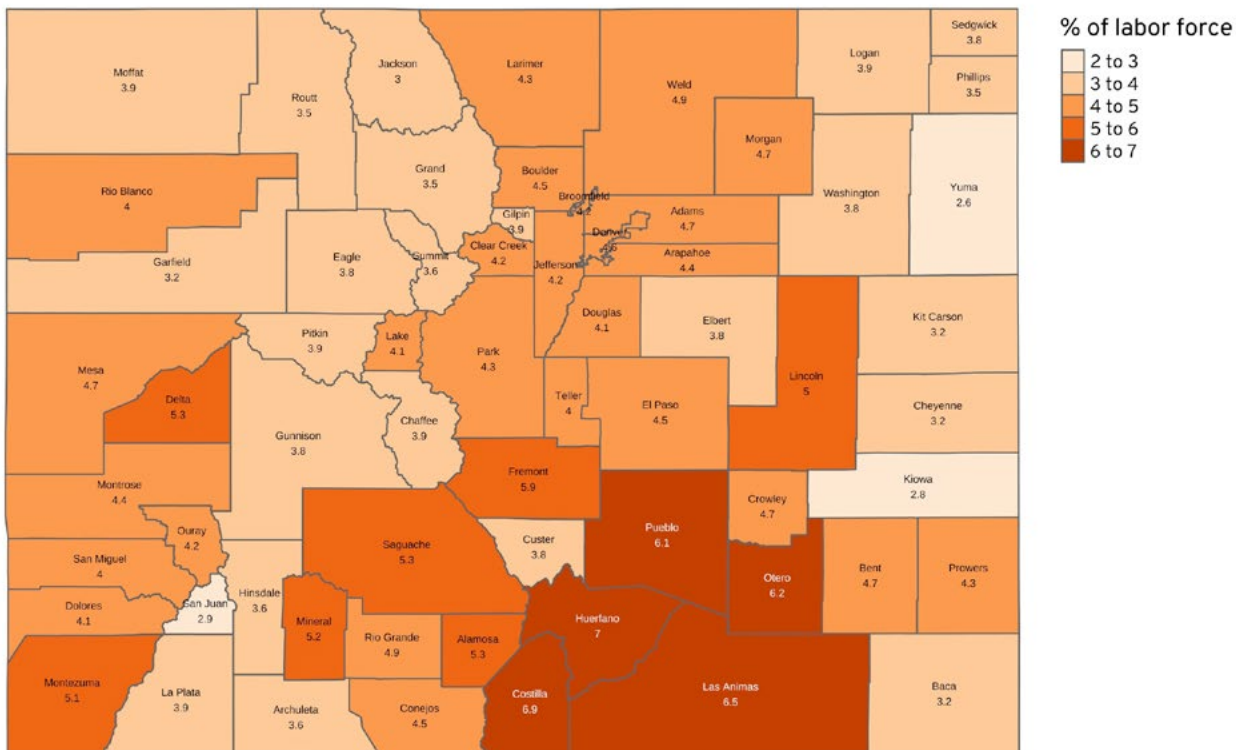 % of labor force
2 to 3
3 to 4
4 to 5
5 to 6
6 to 7
Moffat
3.9
Routt
3.5
Jackson
3
Larimer
4.3
Weld
4.9
Logan
3.9
Sedgwick
3.8
Phillips
3.5
Morgan
4.7
Washington
3.8
Yuma
2.6
Rio Blanco
4
Grand
3.5
Boulder
4.5
Broomfield
4.2
Gilpin
3.9
Adams
4.7
Denver
4.6
Arapahoe
4.4
Clear Creek
4.2
Jefferson
4.2
Garfield
3.2
Eagle
3.8
Summit
3.6
Douglas
4.1
Elbert
3.8
Lincoln
5
Kit Carson
3.2
Mesa
4.7
Pitkin
3.9
Lake
4.1
Park
4.3
Delta
5.3
Teller
4
El Paso
4.5
Cheyenne
3.2
Gunnison
3.8
Chaffee
3.9
Fremont
5.9
Kiowa
2.8
Montrose
4.4
Ouray
4.2
Pueblo
6.1
Crowley
4.7
Saguache
5.3
Custer
3.8
San Miguel
4
Otero
6.2
Bent
4.7
Prowers
4.3
Dolores
4.1
San Juan
2.9
Hinsdale
3.6
Mineral
5.2
Rio Grande
4.9
Alamosa
5.3
Huerfano
7
Montezuma
5.1
La Plata
3.9
Archuleta
3.6
Conejos
4.5
Costilla
6.9
Las Animas
6.5
Baca
3.2